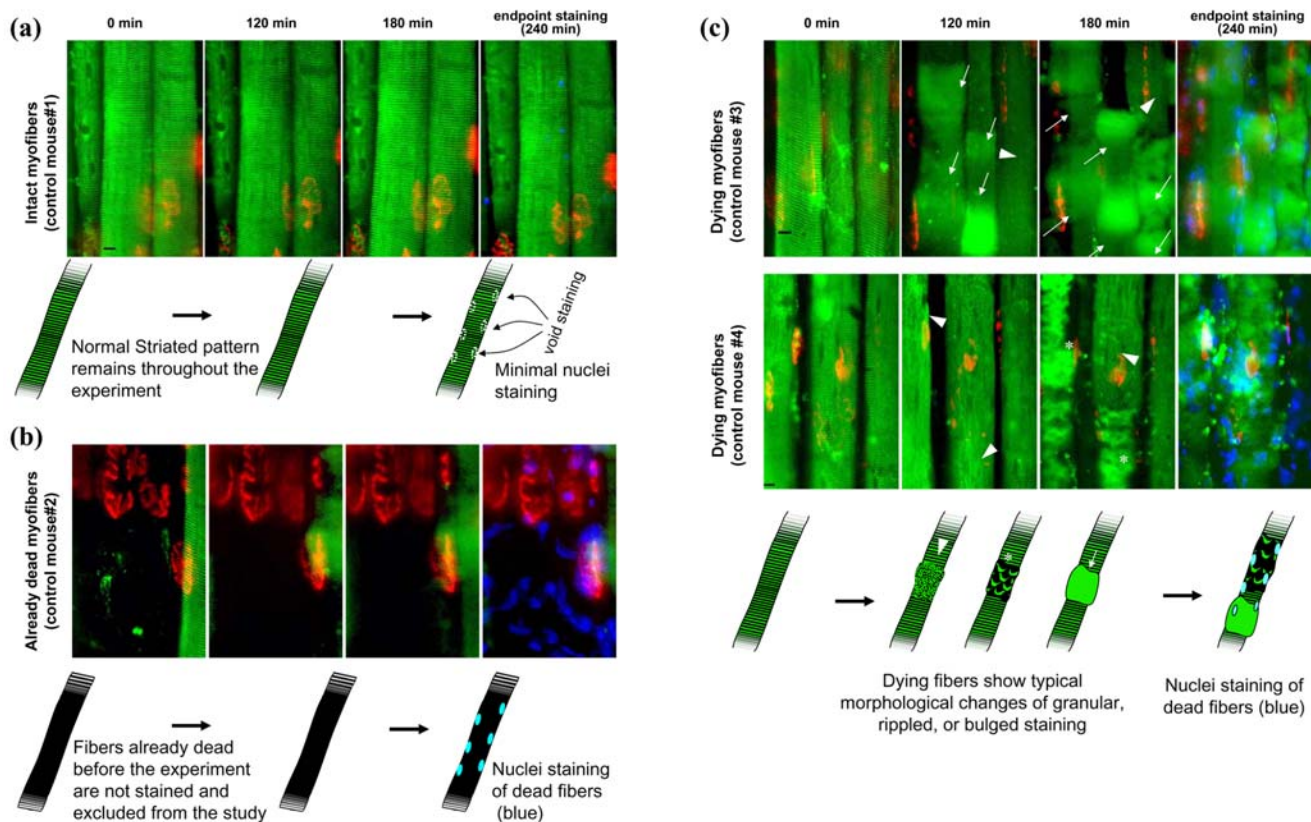 (a)
0 min
120 min
180 min
endpoint staining
(240 min)
Intact myofibers
(control mouse#1)
Normal Striated pattern
remains throughout the
experiment
void staining
Minimal nuclei
staining
(b)
Already dead myofibers
(control mouse#2)
Fibers already dead
before the experiment
are not stained and
excluded from the study
Nuclei staining
of dead fibers
(blue)
(c)
0 min
120 min
180 min
endpoint staining
(240 min)
Dying myofibers
(control mouse #3)
Dying myofibers
(control mouse #4)
*
*
*
Dying fibers show typical
morphological changes of granular,
rippled, or bulged staining
Nuclei staining of
dead fibers (blue)